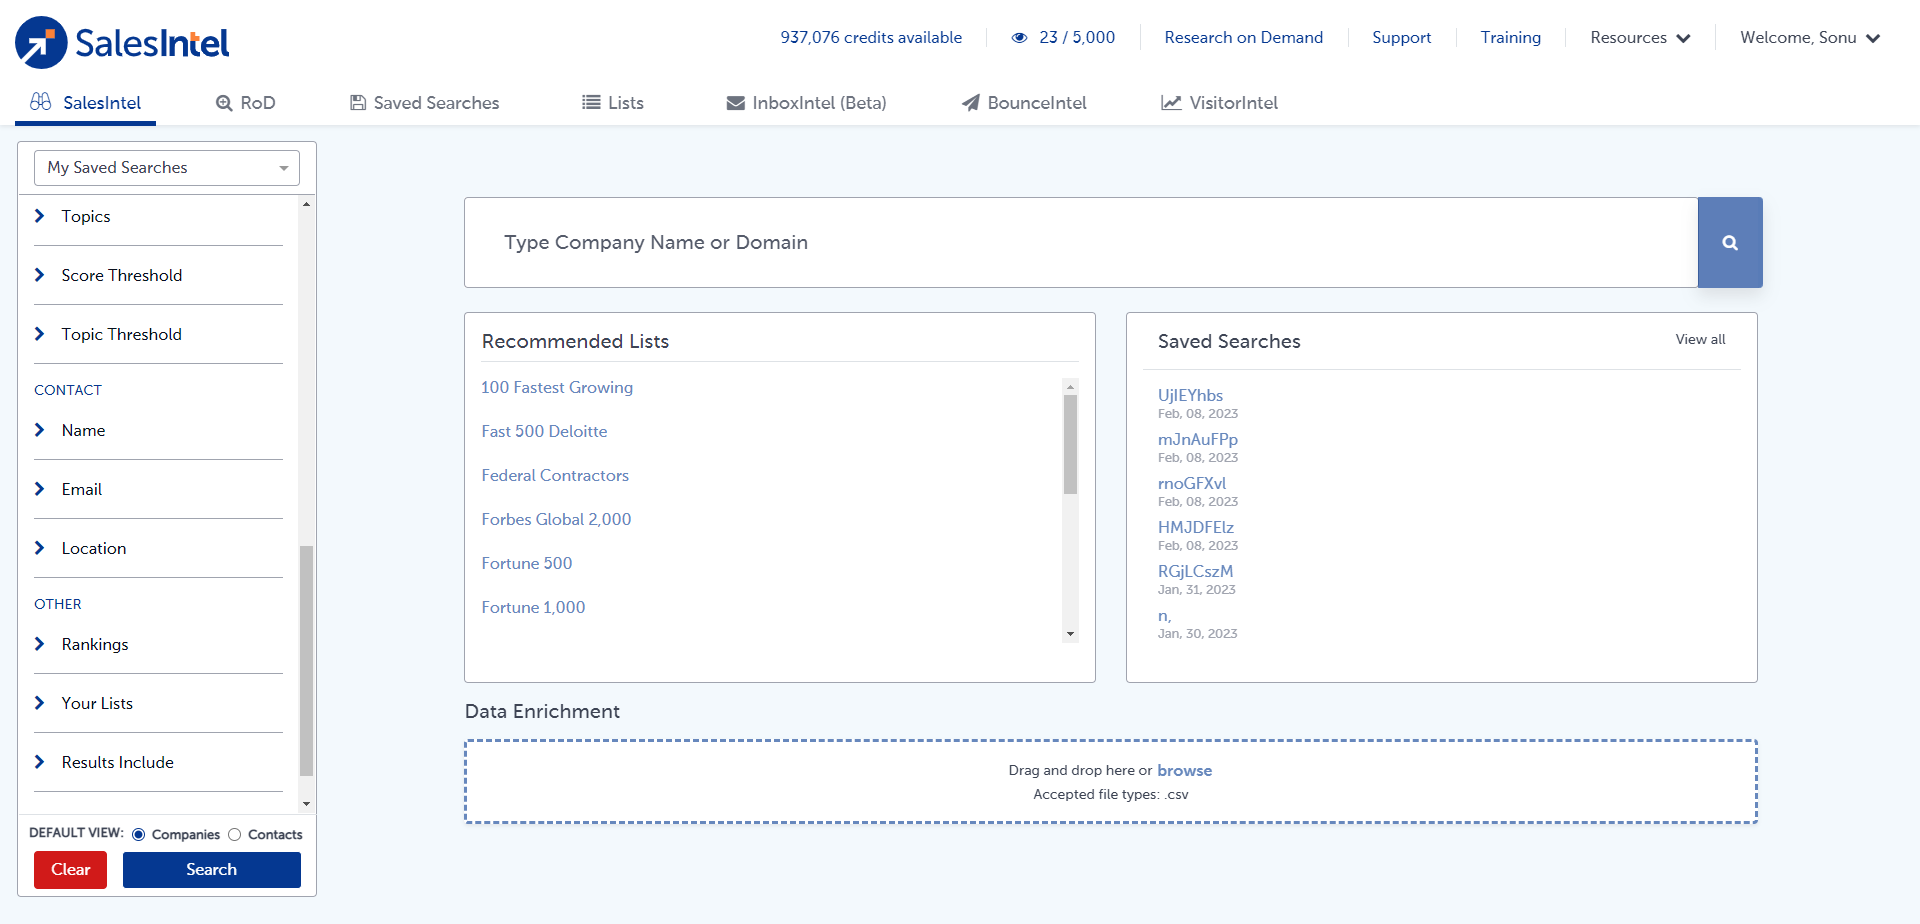 SalesIntel
937,076 credits available
23 / 5,000
Research on Demand
Support
Training
Resources
Welcome, Sonu
SalesIntel
RoD
Saved Searches
Lists
InboxIntel (Beta)
BounceIntel
VisitorIntel
My Saved Searches
Topics
Score Threshold
Topic Threshold
CONTACT
Name
Email
Location
OTHER
Rankings
Your Lists
Results Include
DEFAULT VIEW: Companies Contacts
Clear
Search
Type Company Name or Domain
Recommended Lists
100 Fastest Growing
Fast 500 Deloitte
Federal Contractors
Forbes Global 2,000
Fortune 500
Fortune 1,000
Saved Searches
View all
UjIEYhbs
Feb, 08, 2023
mJnAuFPp
Feb, 08, 2023
rnoGFXvl
Feb, 08, 2023
HMJDFElz
Feb, 08, 2023
RGjLCszM
Jan, 31, 2023
n,
Jan, 30, 2023
Data Enrichment
Drag and drop here or browse
Accepted file types: .csv